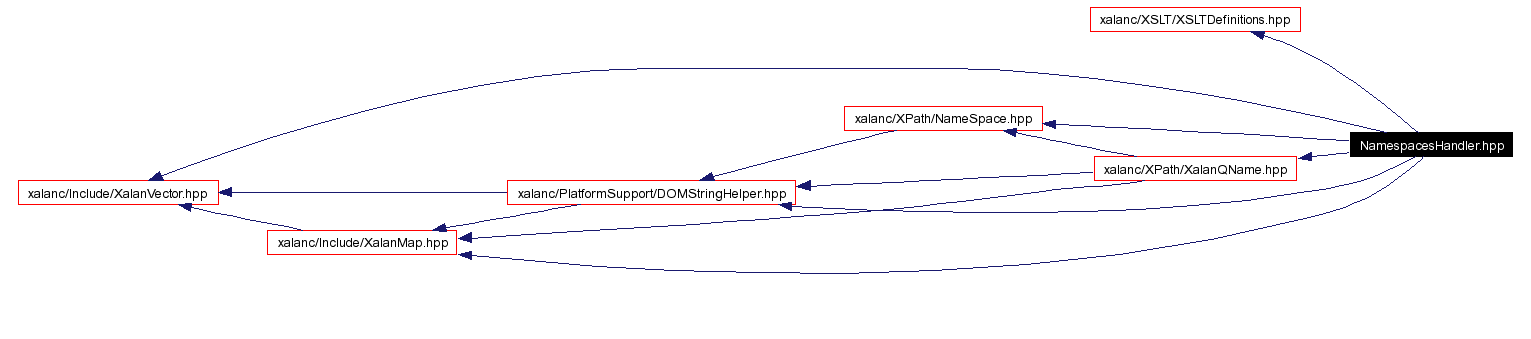 xalanc/XSLT/XSLTDefinitions.hpp
xalanc/XPath/NameSpace.hpp
NamespacesHandler.hpp
xalanc/XPath/XalanQName.hpp
xalanc/Include/XalanVector.hpp
xalanc/PlatformSupport/DOMStringHelper.hpp
xalanc/Include/XalanMap.hpp